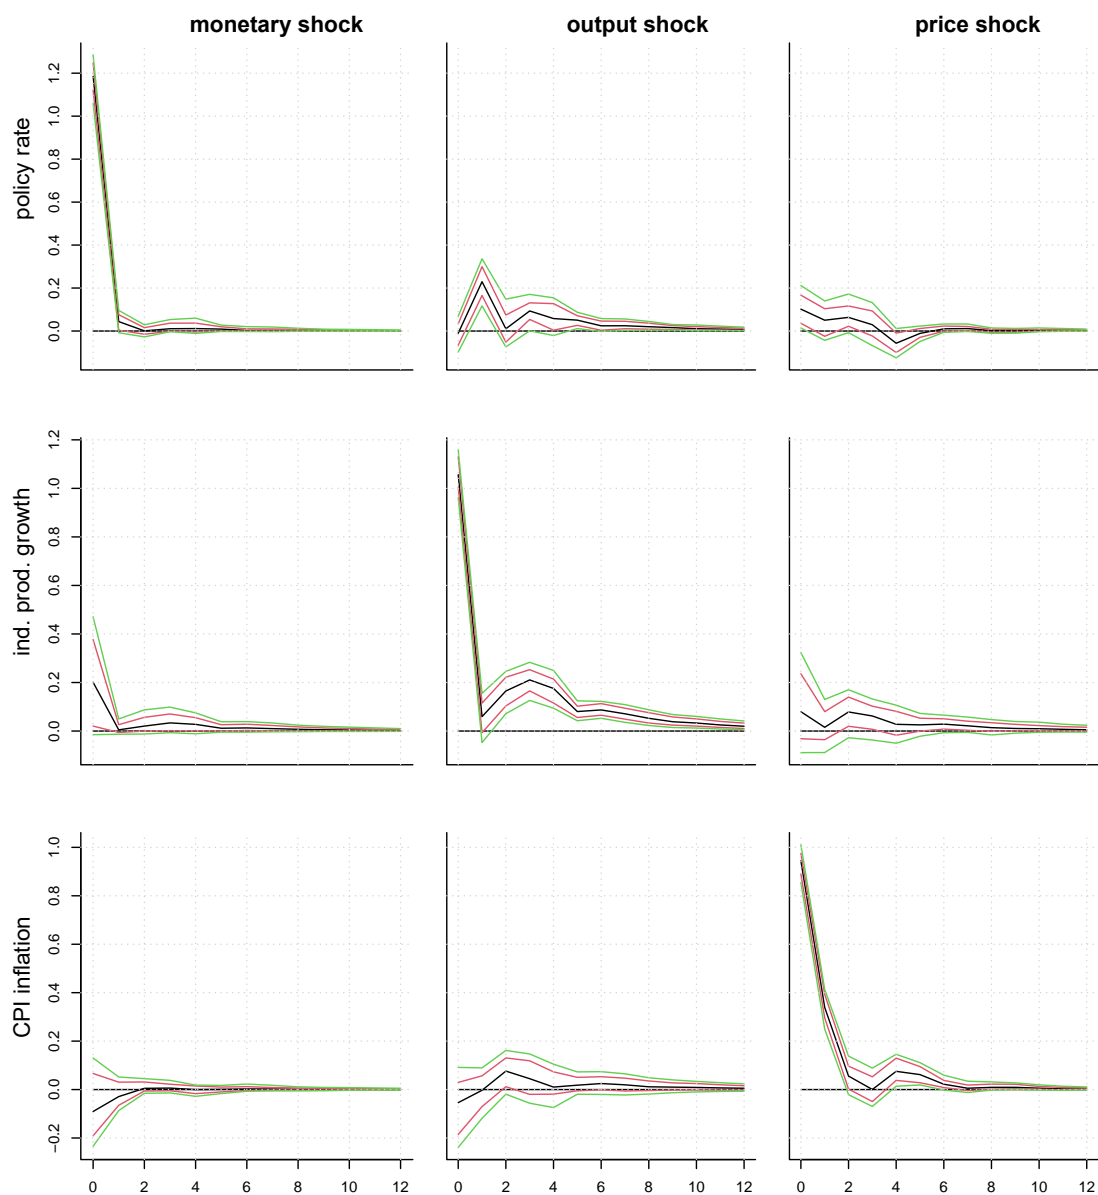 monetary shock output shock price shock
policy rate
0.0 0.2 0.4 0.6 0.8 1.0 1.2
ind. prod. growth
0.0 0.2 0.4 0.6 0.8 1.0 1.2
CPI inflation
−0.2 0.0 0.2 0.4 0.6 0.8 1.0
0 2 4 6 8 10 12 0 2 4 6 8 10 12 0 2 4 6 8 10 12